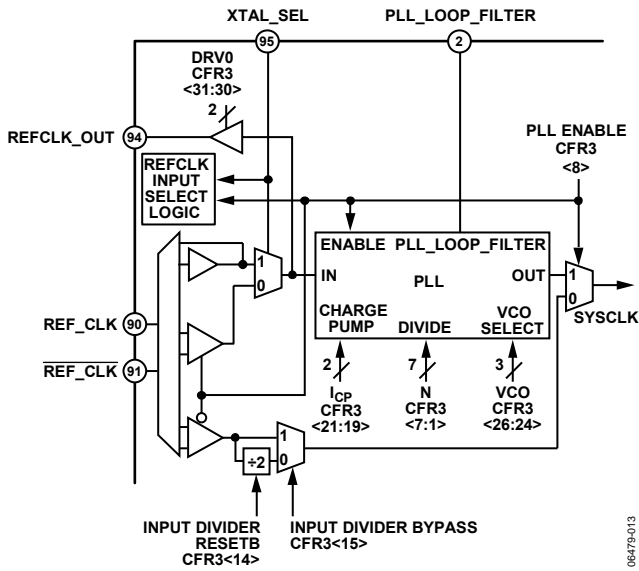 XTAL_SEL
PLL_LOOP_FILTER
95
2
DRV0
CFR3
<31:30>
2
REFCLK_OUT
94
PLL ENABLE
CFR3
<8>
REFCLK
INPUT
SELECT
LOGIC
ENABLE PLL_LOOP_FILTER
1
0
IN
PLL
OUT
1
0
SYSCLK
CHARGE
PUMP
DIVIDE
VCO
SELECT
REF_CLK
90
REF_CLK
91
2
7
3
ICP
CFR3
<21:19>
N
CFR3
<7:1>
VCO
CFR3
<26:24>
1
÷2
0
INPUT DIVIDER
RESETB
CFR3<14>
INPUT DIVIDER BYPASS
CFR3<15>
06479-013